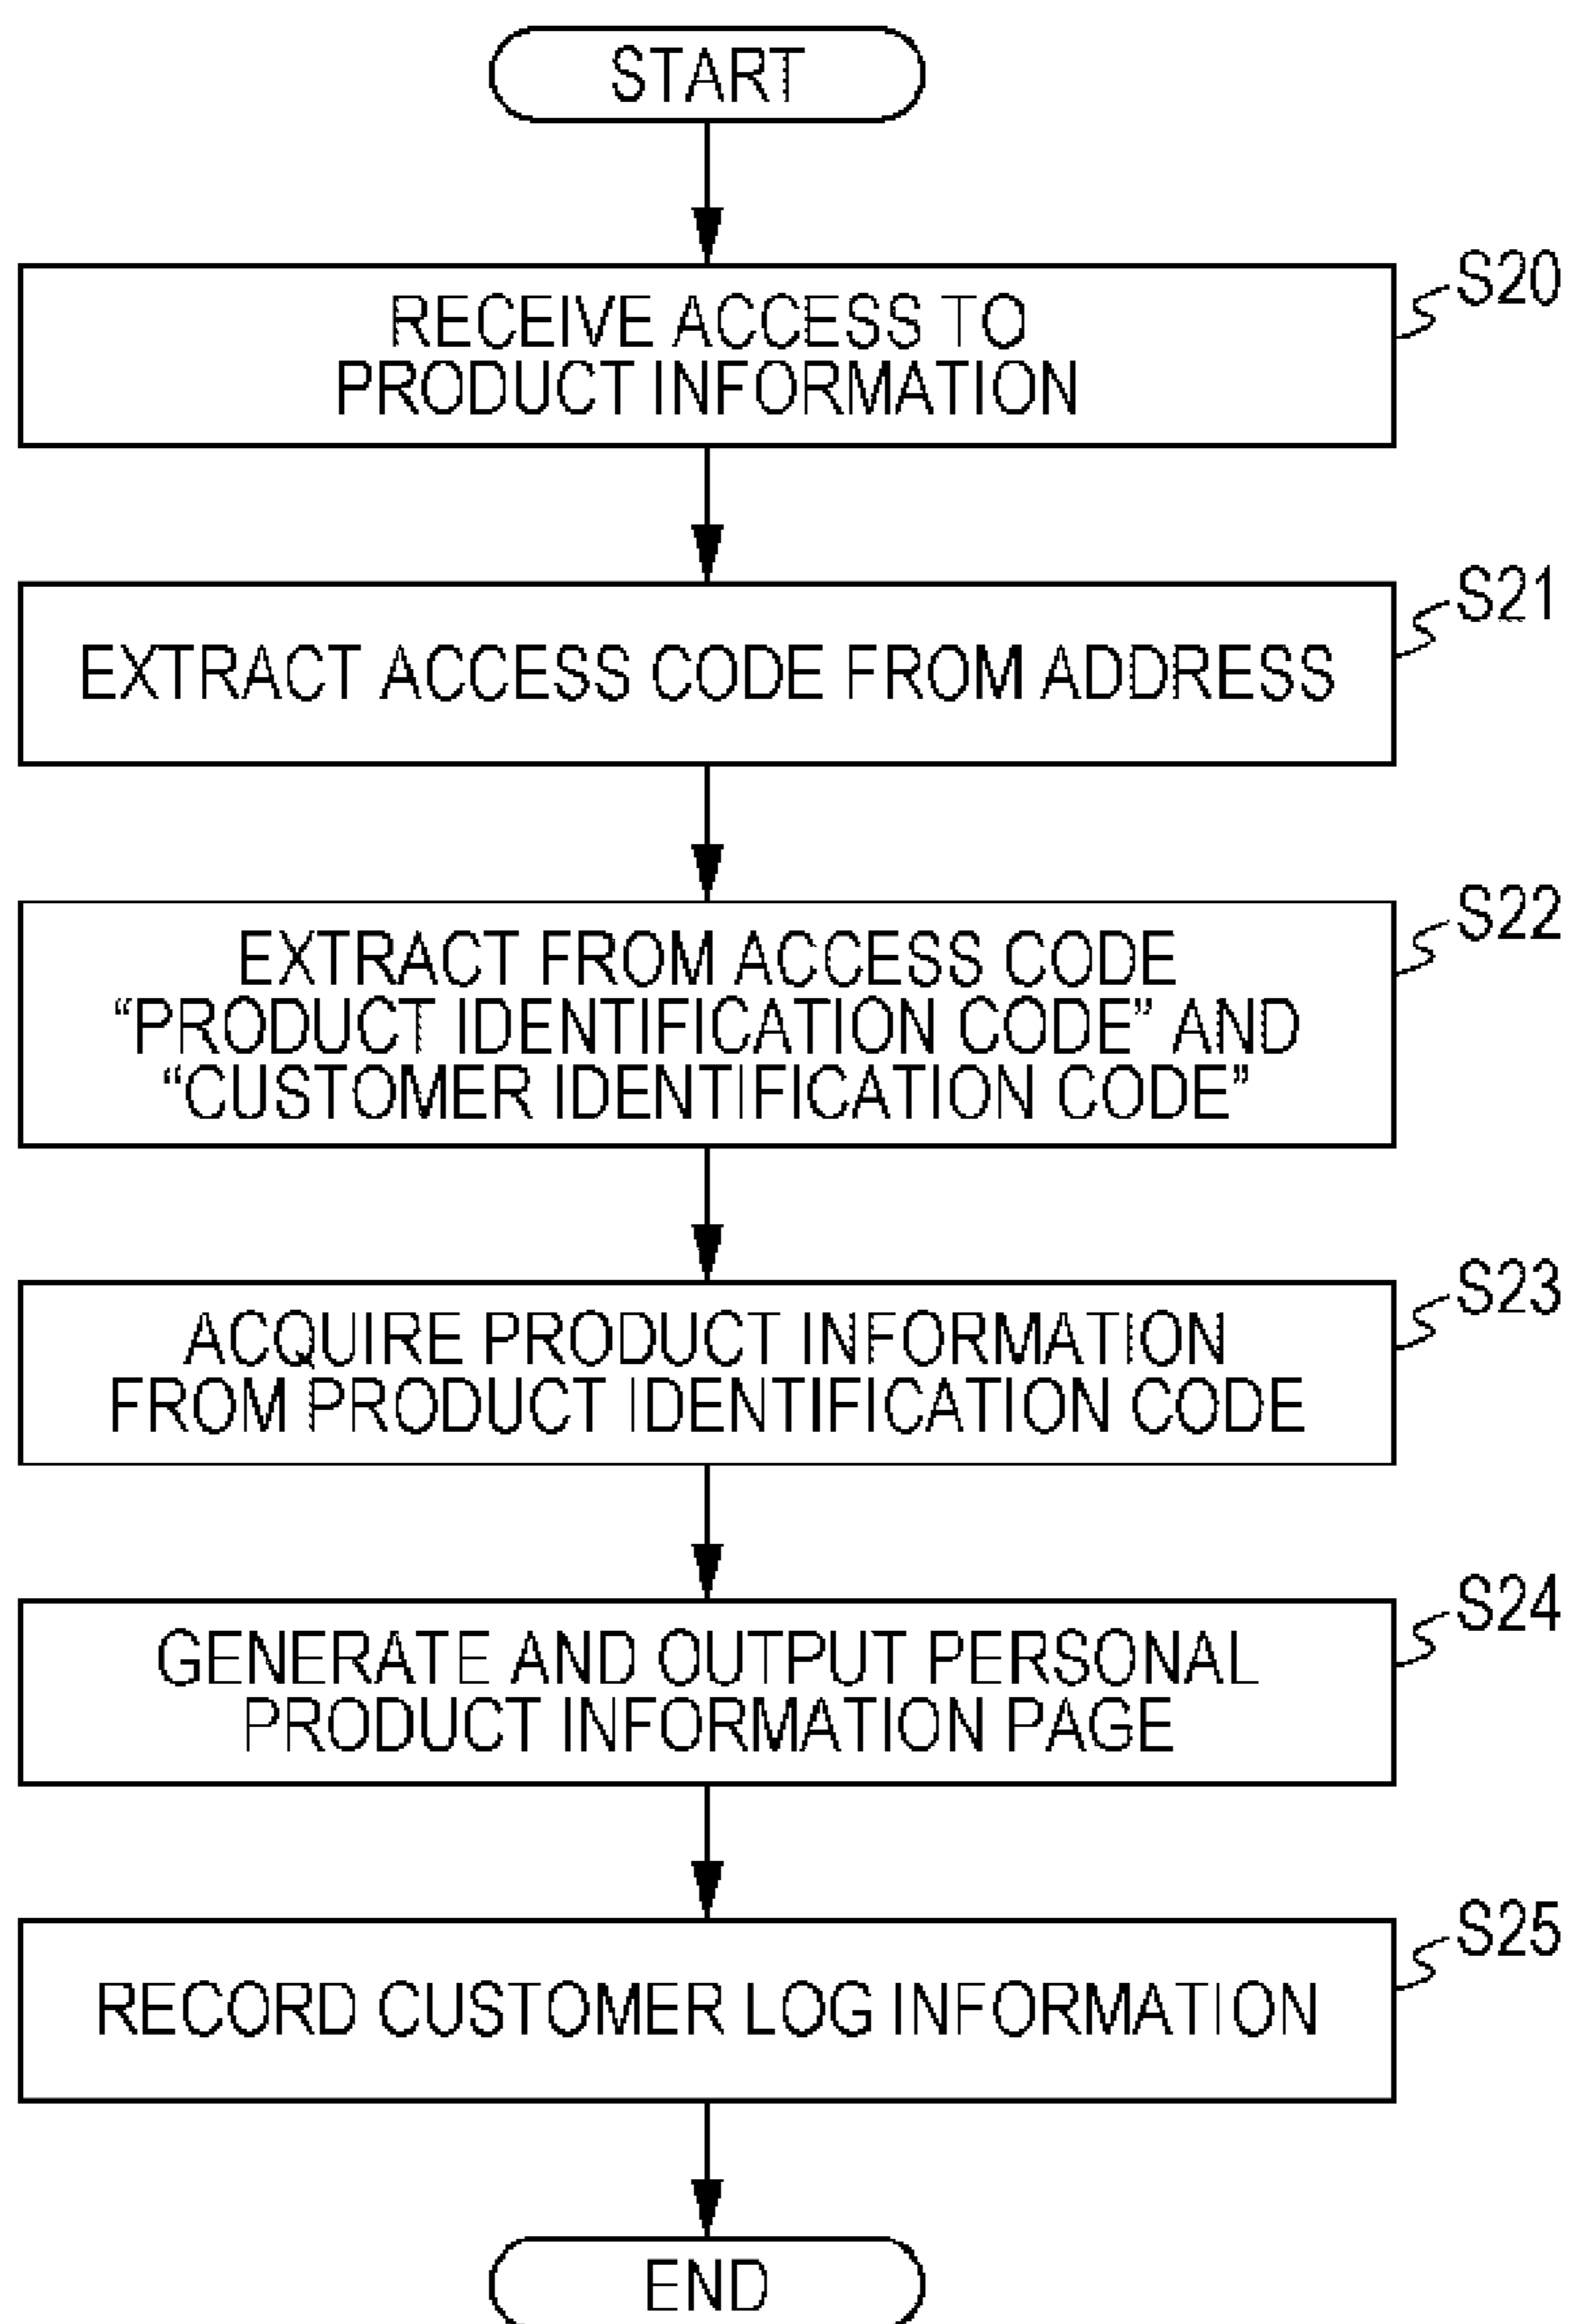 START
S20
RECEIVE ACCESS TO
PRODUCT INFORMATION
S21
EXTRACT ACCESS CODE FROM ADDRESS
S22
EXTRACT FROM ACCESS CODE
“PRODUCT IDENTIFICATION CODE” AND
“CUSTOMER IDENTIFICATION CODE”
S23
ACQUIRE PRODUCT INFORMATION
FROM PRODUCT IDENTIFICATION CODE
S24
GENERATE AND OUTPUT PERSONAL
PRODUCT INFORMATION PAGE
S25
RECORD CUSTOMER LOG INFORMATION
END